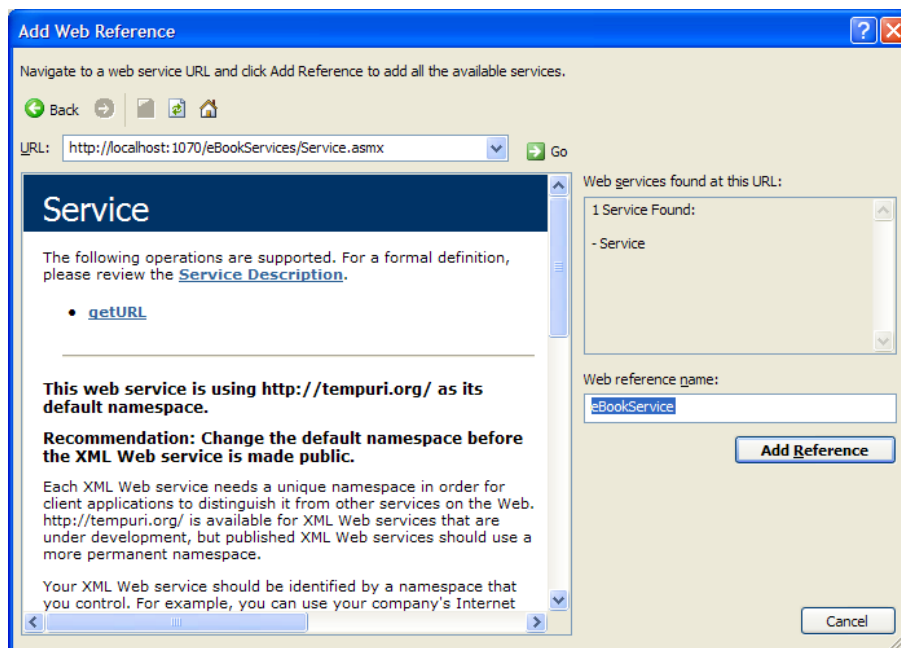 Add Web Reference
Navigate to a web service URL and click Add Reference to add all the available services.
Back
URL: http://localhost:1070/eBookServices/Service.asmx Go
Service
The following operations are supported. For a formal definition,
please review the Service Description.
• getURL
This web service is using http://tempuri.org/ as its
default namespace.
Recommendation: Change the default namespace before
the XML Web service is made public.
Each XML Web service needs a unique namespace in order for
client applications to distinguish it from other services on the Web.
http://tempuri.org/ is available for XML Web services that are
under development, but published XML Web services should use a
more permanent namespace.
Your XML Web service should be identified by a namespace that
you control. For example, you can use your company's Internet
Web services found at this URL:
1 Service Found:
- Service
Web reference name:
eBookService
Add Reference
Cancel